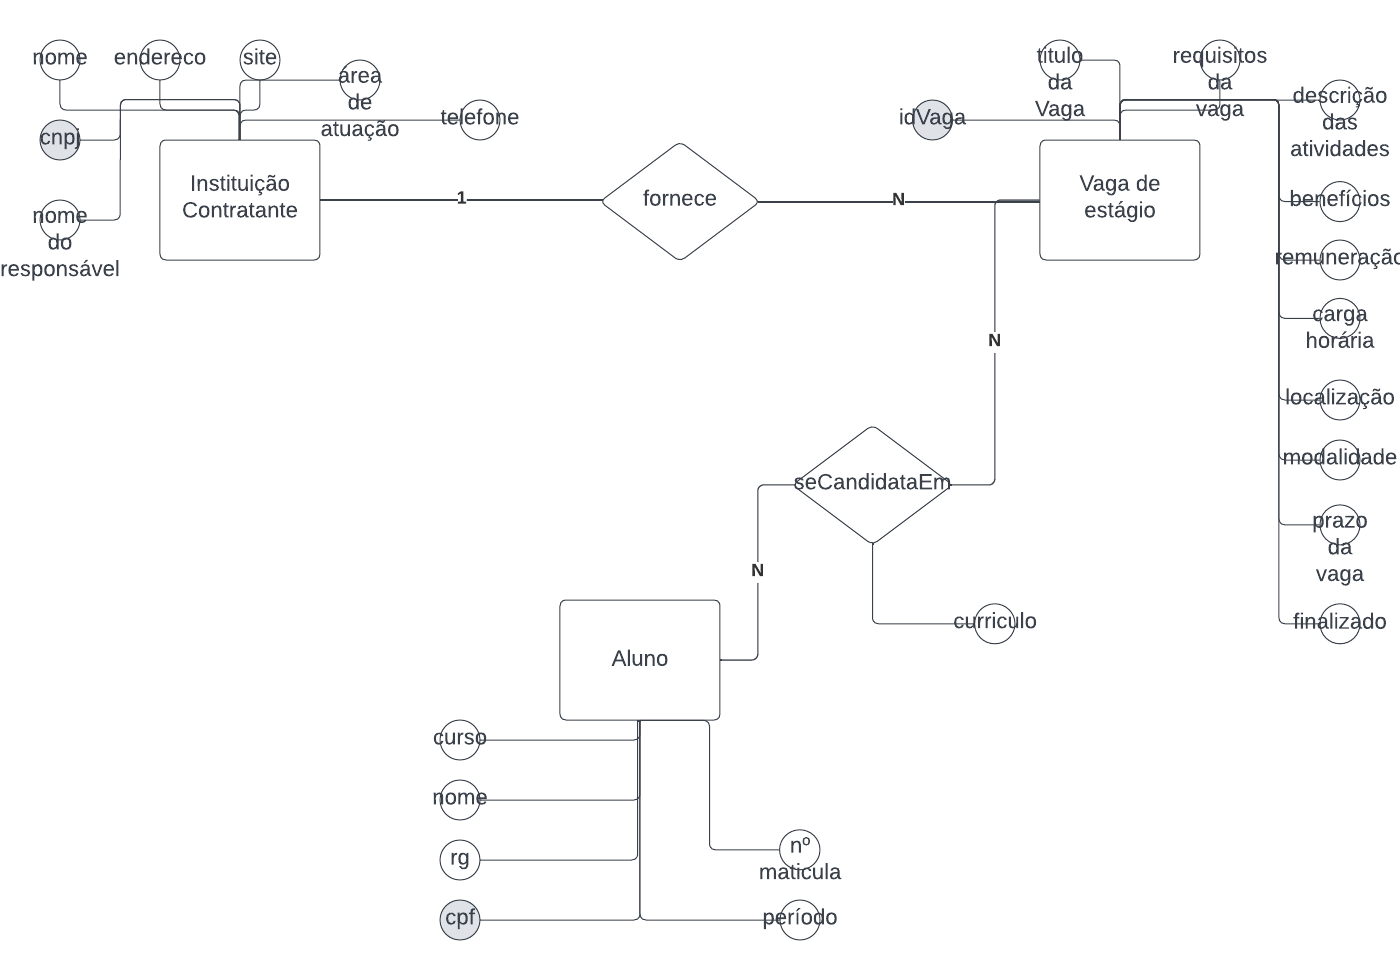 nome
endereco
site
área
de
atuação
telefone
cnpj
nome
do
responsável
Instituição
Contratante
1
fornece
N
titulo
da
Vaga
requisitos
da
vaga
idVaga
Vaga de
estágio
descrição
das
atividades
benefícios
remuneração
carga
horária
localização
modalidade
prazo
da
vaga
finalizado
N
seCandidataEm
N
curriculo
Aluno
curso
nome
rg
cpf
nº
maticula
período